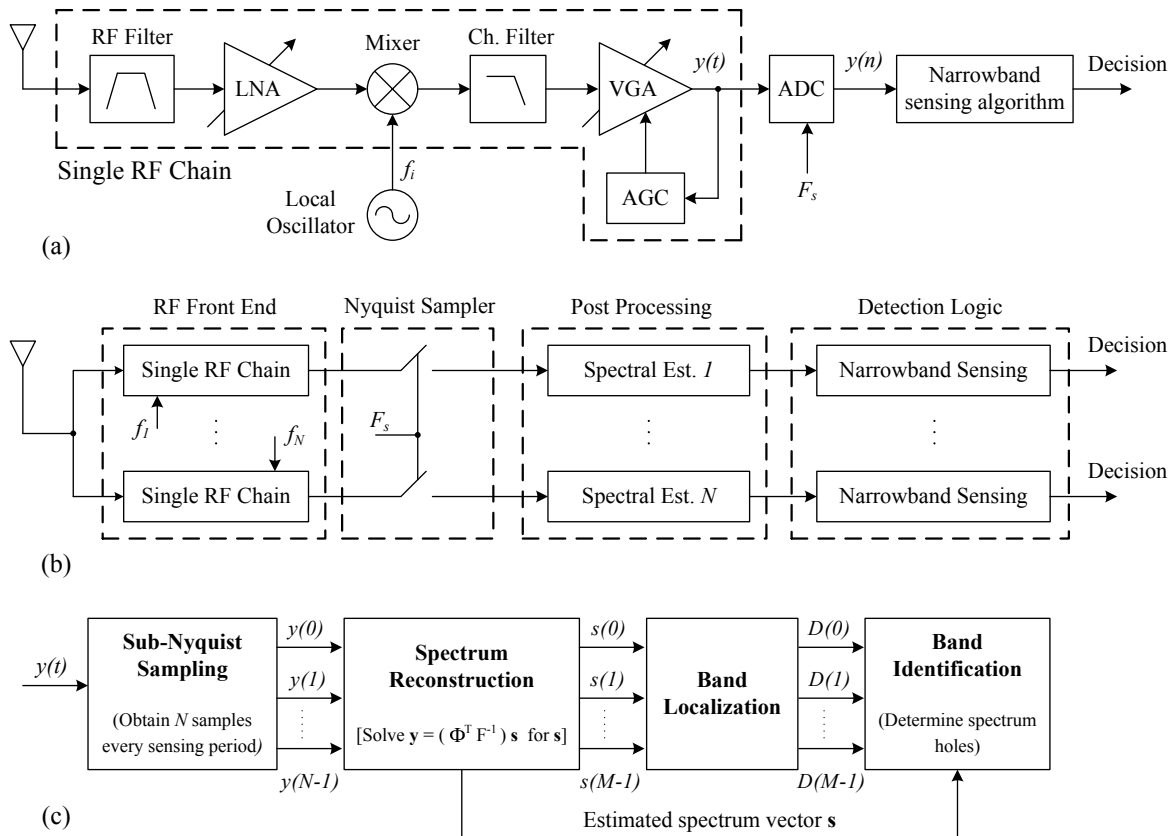 RF Filter
LNA
Mixer
Ch. Filter
VGA
y(t)
ADC
y(n)
Narrowband
sensing algorithm
Decision
Single RF Chain
f_i
Local
Oscillator
AGC
F_s
(a)
RF Front End
Nyquist Sampler
Post Processing
Detection Logic
Single RF Chain
Spectral Est. 1
Narrowband Sensing
Decision
f_1
F_s
f_N
Single RF Chain
Spectral Est. N
Narrowband Sensing
Decision
(b)
y(t)
Sub-Nyquist
Sampling
(Obtain N samples
every sensing period)
y(0)
y(1)
y(N-1)
Spectrum
Reconstruction
[Solve y = ( Φ^T F^-1 ) s for s]
s(0)
s(1)
s(M-1)
Band
Localization
D(0)
D(1)
D(M-1)
Band
Identification
(Determine spectrum
holes)
(c)
Estimated spectrum vector s